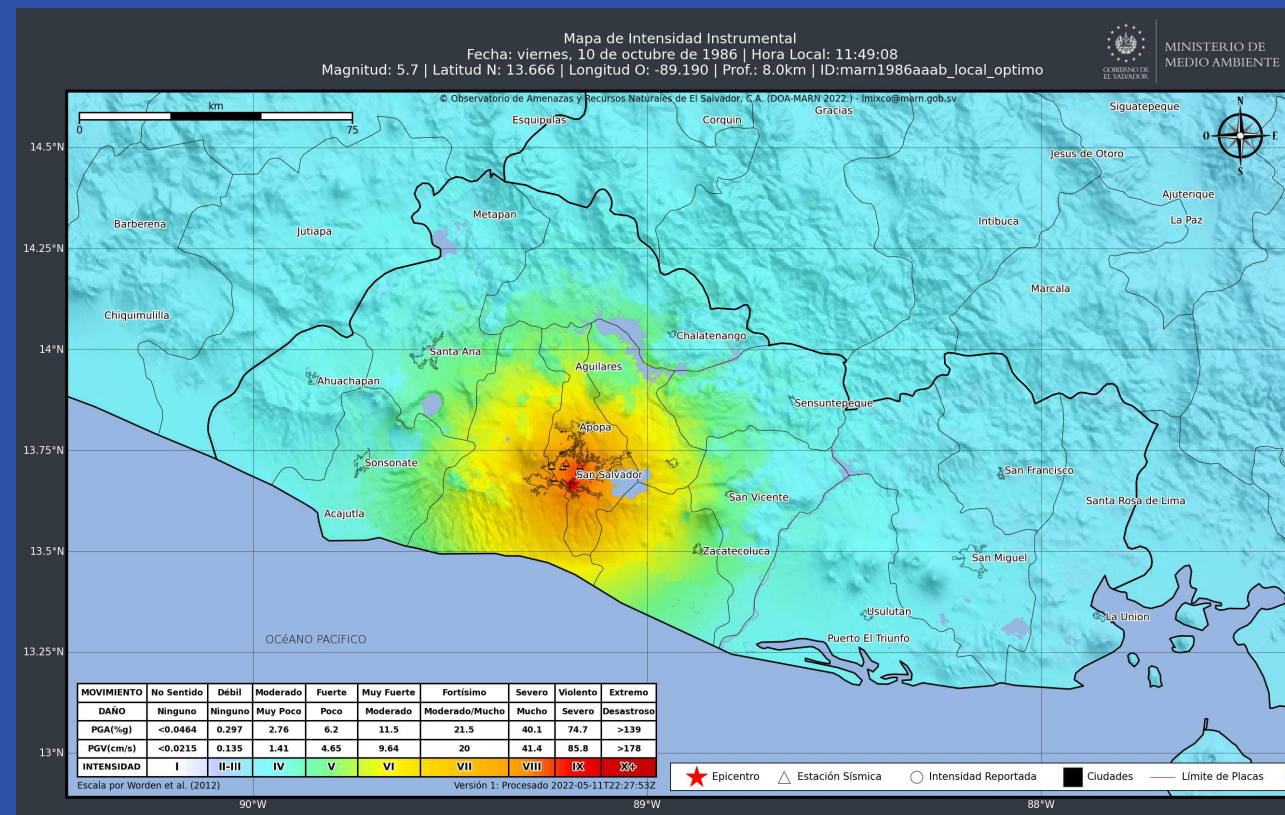 Mapa de Intensidad Instrumental
Fecha: viernes, 10 de octubre de 1986 | Hora Local: 11:49:08
Magnitud: 5.7 | Latitud N: 13.666 | Longitud O: -89.190 | Prof.: 8.0km | ID:marn1986aaab_local_optimo
GOBIERNO DE
EL SALVADOR
MINISTERIO DE
MEDIO AMBIENTE
© Observatorio de Amenazas y Recursos Naturales de El Salvador, C.A. (DOA-MARN 2022.) - lmixco@marn.gob.sv
km
0 75
N
O E
S
Esquipulas
Corquin
Gracias
Siguatepeque
14.5°N
Jesus de Otoro
Ajuterique
Barberena
Jutiapa
Metapan
Intibuca
La Paz
14.25°N
Marcala
Chiquimulilla
14°N
Santa Ana
Chalatenango
Aguilares
Ahuachapan
Sensuntepeque
Apopa
13.75°N
Sonsonate
San Salvador
San Francisco
San Vicente
Santa Rosa de Lima
Acajutla
13.5°N
Zacatecoluca
San Miguel
Usulutan
La Union
OCéANO PACíFICO
Puerto El Triunfo
13.25°N
MOVIMIENTO No Sentido Débil Moderado Fuerte Muy Fuerte Fortísimo Severo Violento Extremo
DAÑO Ninguno Ninguno Muy Poco Poco Moderado Moderado/Mucho Mucho Severo Desastroso
PGA(%g) <0.0464 0.297 2.76 6.2 11.5 21.5 40.1 74.7 >139
PGV(cm/s) <0.0215 0.135 1.41 4.65 9.64 20 41.4 85.8 >178
INTENSIDAD I II-III IV V VI VII VIII IX X+
Escala por Worden et al. (2012) Versión 1: Procesado 2022-05-11T22:27:53Z
13°N
Epicentro Estación Sísmica Intensidad Reportada Ciudades Límite de Placas
90°W 89°W 88°W